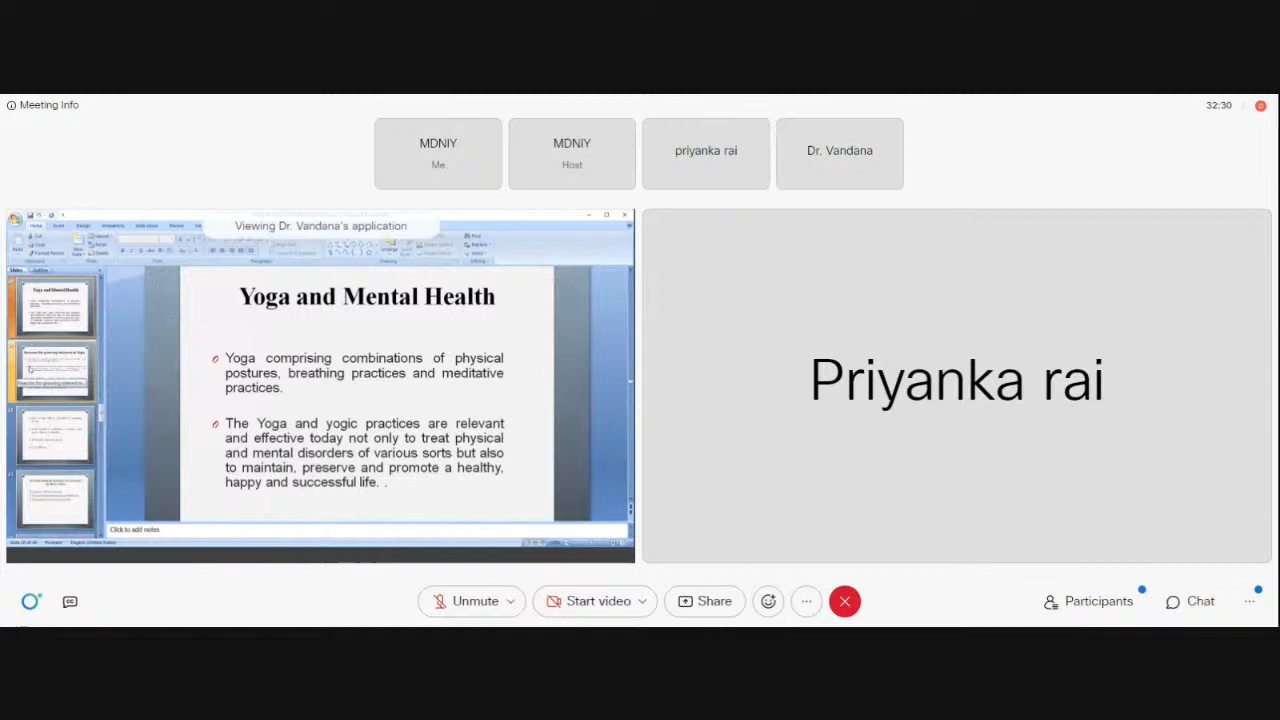 Meeting Info
32:30
MDNIY
Me
MDNIY
Host
priyanka rai
Dr. Vandana
Viewing Dr. Vandana's application
Yoga and Mental Health
Yoga comprising combinations of physical
postures, breathing practices and meditative
practices.
The Yoga and yogic practices are relevant
and effective today not only to treat physical
and mental disorders of various sorts but also
to maintain, preserve and promote a healthy,
happy and successful life. .
Click to add notes
Priyanka rai
Unmute
Start video
Share
Participants
Chat